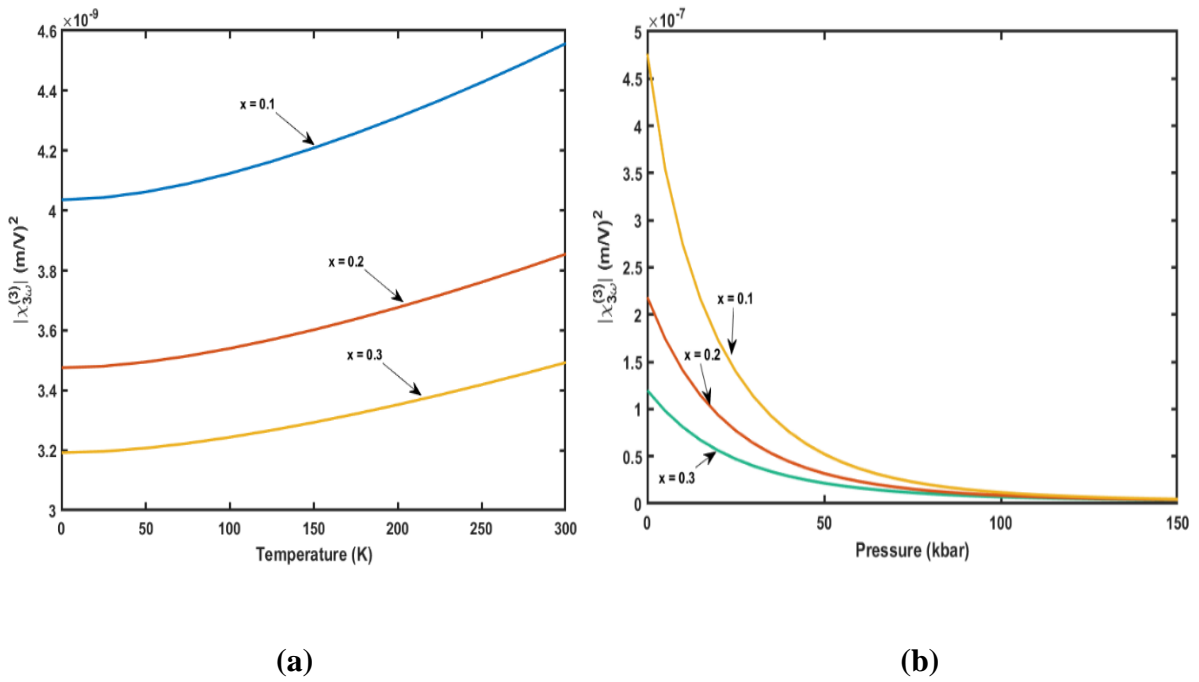 ×10⁻⁹
4.6
4.4
4.2
4
3.8
3.6
3.4
3.2
3
|χ₃ω⁽³⁾| (m/V)²
x = 0.1
x = 0.2
x = 0.3
0 50 100 150 200 250 300
Temperature (K)
(a)
×10⁻⁷
5
4.5
4
3.5
3
2.5
2
1.5
1
0.5
0
|χ₃ω⁽³⁾| (m/V)²
x = 0.1
x = 0.2
x = 0.3
0 50 100 150
Pressure (kbar)
(b)